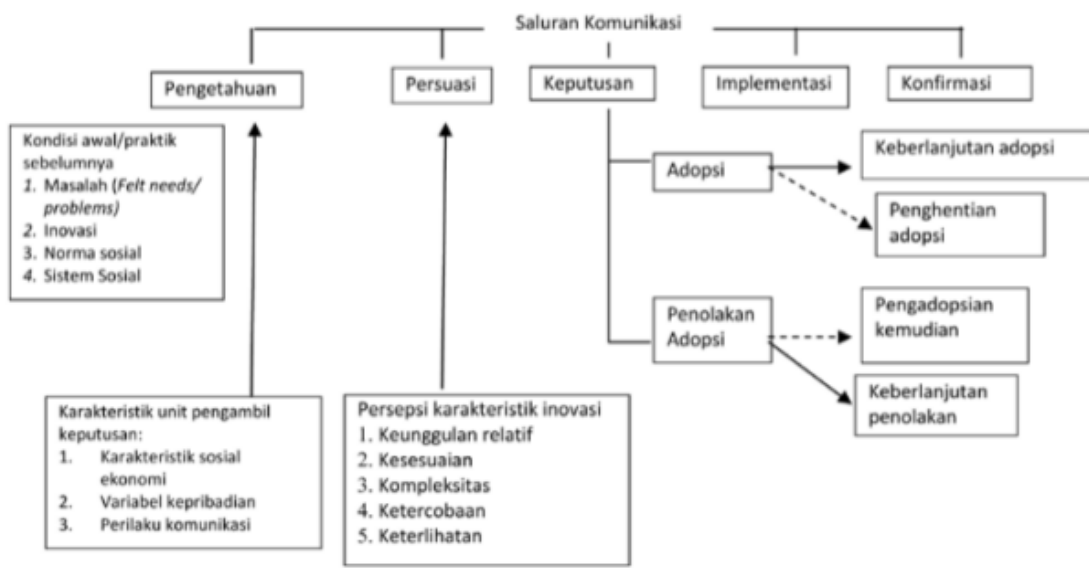 Saluran Komunikasi
Pengetahuan
Persuasi
Keputusan
Implementasi
Konfirmasi
Kondisi awal/praktik
sebelumnya
1. Masalah (Felt needs/
problems)
2. Inovasi
3. Norma sosial
4. Sistem Sosial
Adopsi
Keberlanjutan adopsi
Penghentian
adopsi
Penolakan
Adopsi
Pengadopsian
kemudian
Keberlanjutan
penolakan
Karakteristik unit pengambil
keputusan:
1. Karakteristik sosial
ekonomi
2. Variabel kepribadian
3. Perilaku komunikasi
Persepsi karakteristik inovasi
1. Keunggulan relatif
2. Kesesuaian
3. Kompleksitas
4. Ketercobaan
5. Keterlihatan